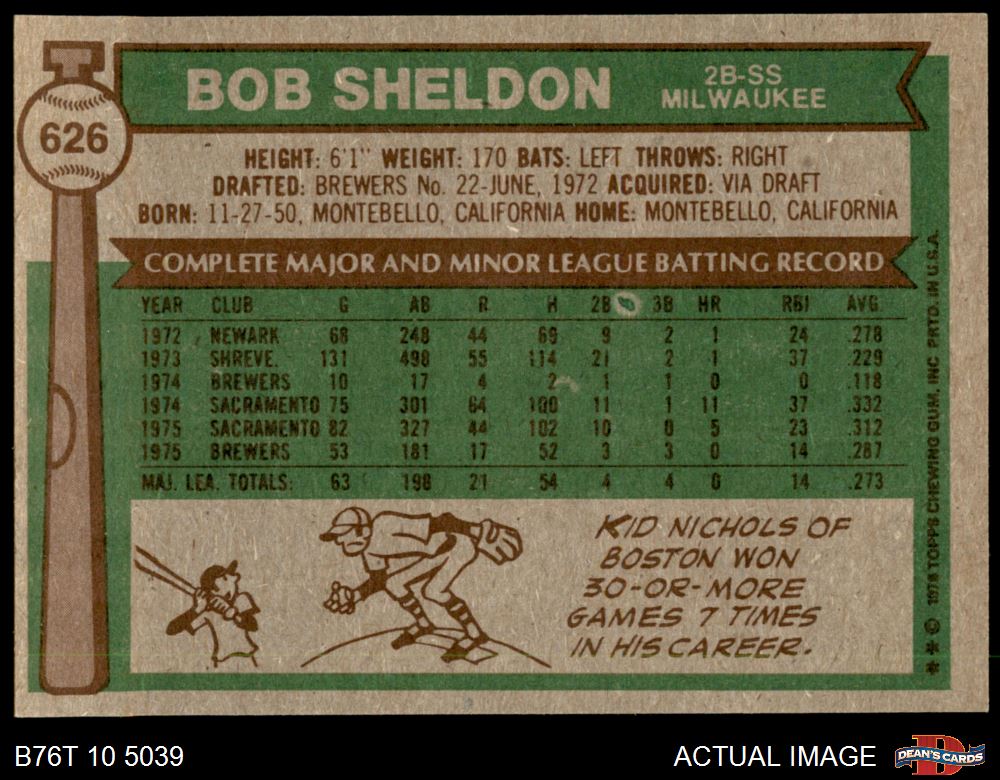 626
BOB SHELDON
2B-SS
MILWAUKEE
HEIGHT: 6'1" WEIGHT: 170 BATS: LEFT THROWS: RIGHT
DRAFTED: BREWERS No. 22-JUNE, 1972 ACQUIRED: VIA DRAFT
BORN: 11-27-50, MONTEBELLO, CALIFORNIA HOME: MONTEBELLO, CALIFORNIA
COMPLETE MAJOR AND MINOR LEAGUE BATTING RECORD
YEAR CLUB G AB R H 2B 3B HR RBI AVG.
1972 NEWARK 68 248 44 69 9 2 1 24 .278
1973 SHREVE. 131 498 55 114 21 2 1 37 .229
1974 BREWERS 10 17 4 2 1 1 0 0 .118
1974 SACRAMENTO 75 301 64 100 11 1 11 37 .332
1975 SACRAMENTO 82 327 44 102 10 0 5 23 .312
1975 BREWERS 53 181 17 52 3 3 0 14 .287
MAJ. LEA. TOTALS: 63 198 21 54 4 4 0 14 .273
KID NICHOLS OF
BOSTON WON
30-OR-MORE
GAMES 7 TIMES
IN HIS CAREER.
** © 1976 TOPPS CHEWING GUM, INC. PRTD. IN U.S.A.
B76T 10 5039
ACTUAL IMAGE
D
DEAN'S CARDS